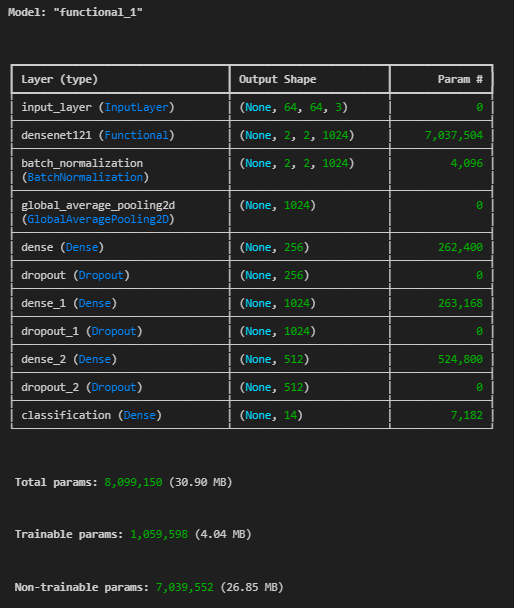 Model: "functional_1"
Layer (type) Output Shape Param #
input_layer (InputLayer) (None, 64, 64, 3) 0
densenet121 (Functional) (None, 2, 2, 1024) 7,037,504
batch_normalization (None, 2, 2, 1024) 4,096
(BatchNormalization)
global_average_pooling2d (None, 1024) 0
(GlobalAveragePooling2D)
dense (Dense) (None, 256) 262,400
dropout (Dropout) (None, 256) 0
dense_1 (Dense) (None, 1024) 263,168
dropout_1 (Dropout) (None, 1024) 0
dense_2 (Dense) (None, 512) 524,800
dropout_2 (Dropout) (None, 512) 0
classification (Dense) (None, 14) 7,182
Total params: 8,099,150 (30.90 MB)
Trainable params: 1,059,598 (4.04 MB)
Non-trainable params: 7,039,552 (26.85 MB)